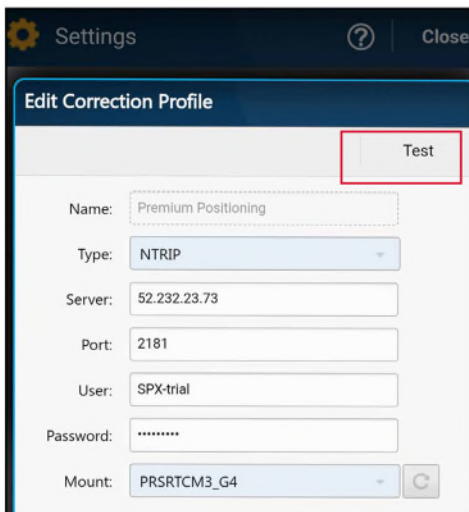 Settings ? Close
Edit Correction Profile
Test
Name: Premium Positioning
Type: NTRIP
Server: 52.232.23.73
Port: 2181
User: SPX-trial
Password: •••••••••
Mount: PRSRTCM3_G4